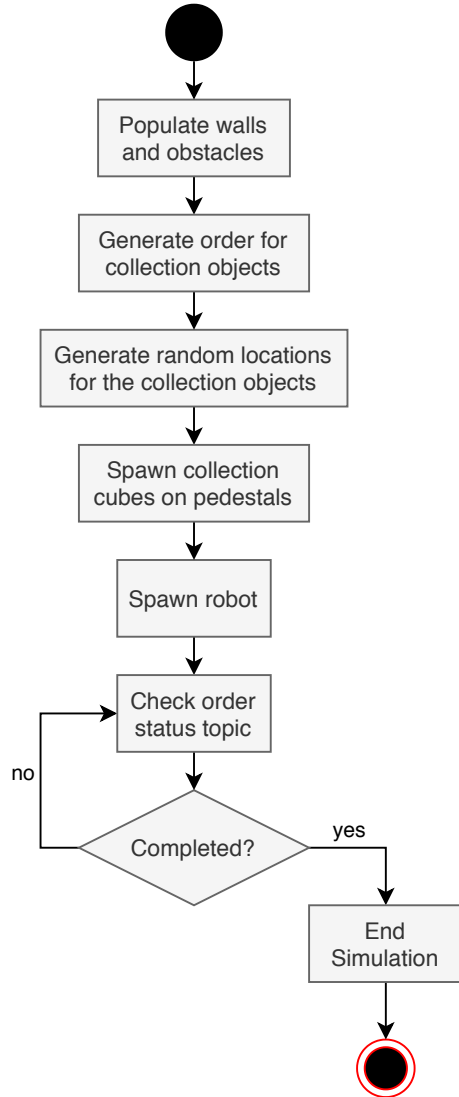 Populate walls
and obstacles
Generate order for
collection objects
Generate random locations
for the collection objects
Spawn collection
cubes on pedestals
Spawn robot
Check order
status topic
no
Completed?
yes
End
Simulation